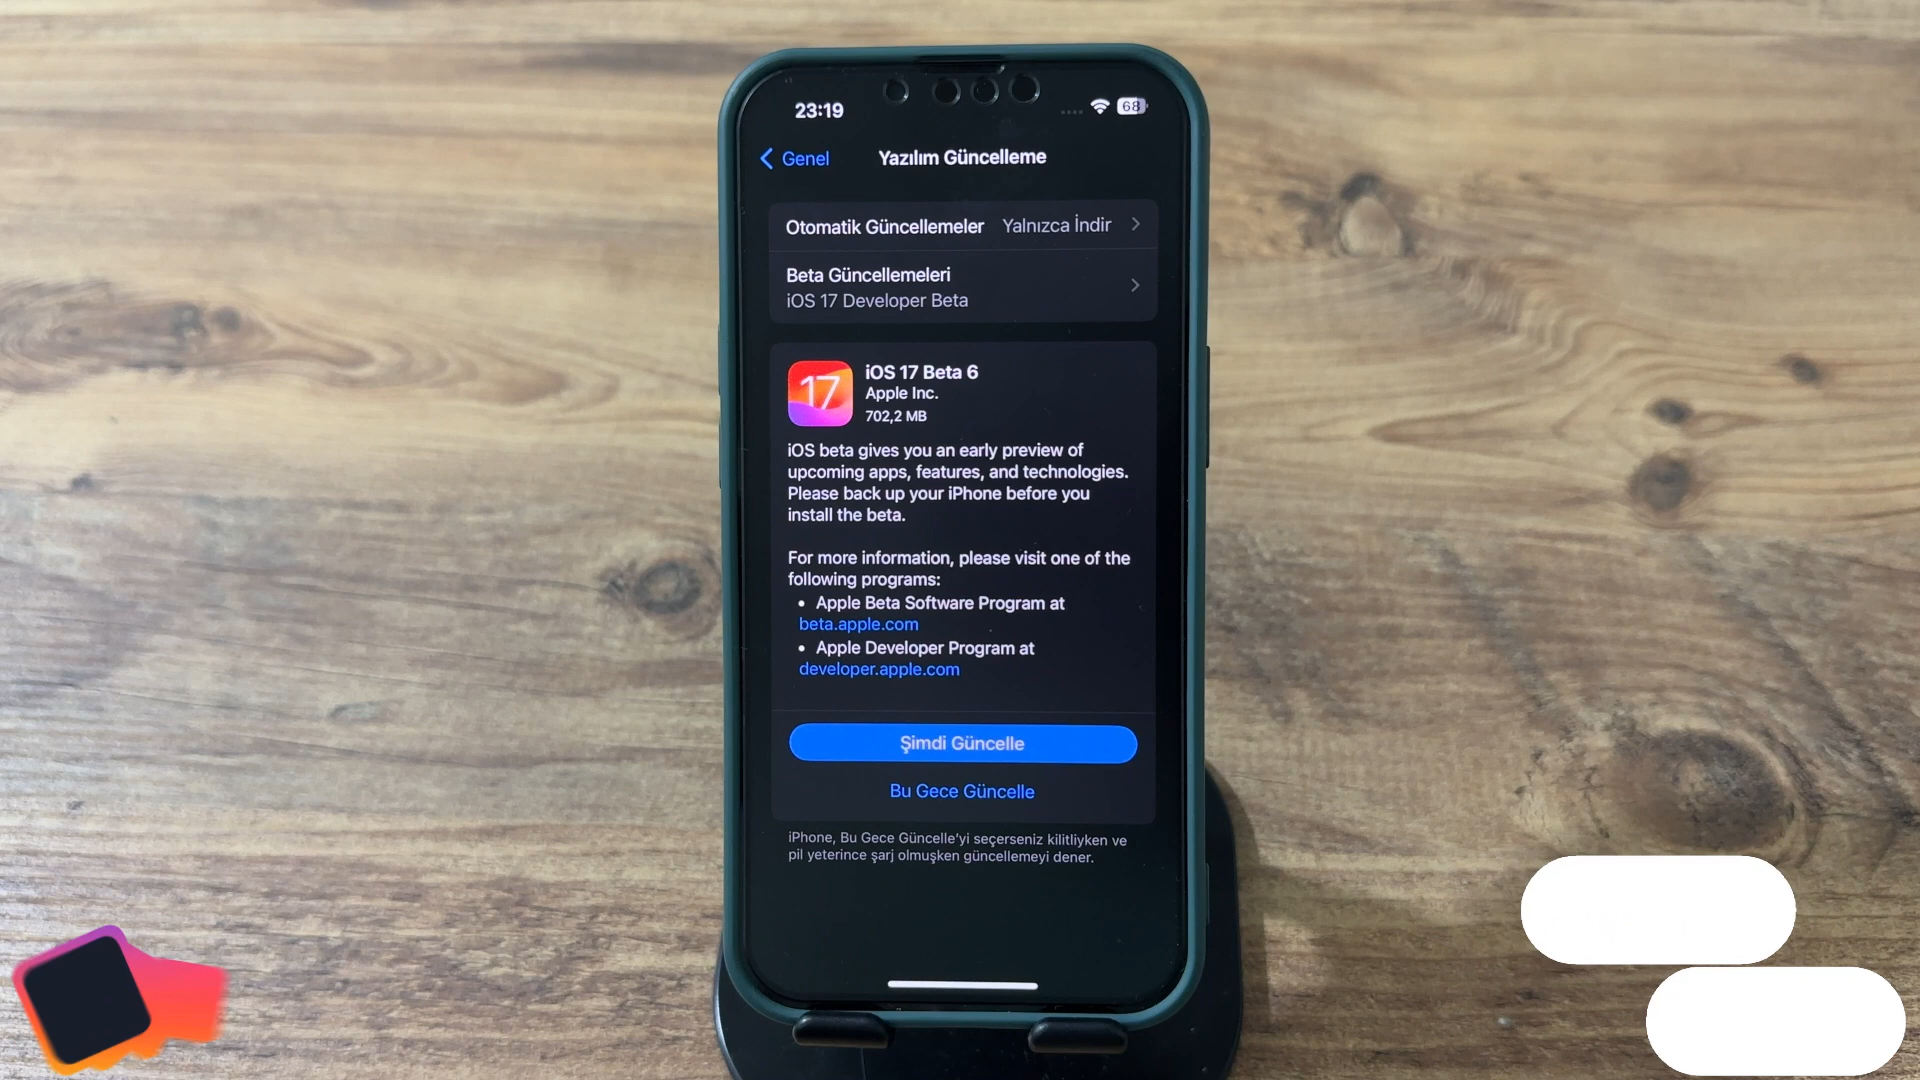 23:19
68
Genel
Yazılım Güncelleme
Otomatik Güncellemeler Yalnızca İndir
Beta Güncellemeleri
iOS 17 Developer Beta
17
iOS 17 Beta 6
Apple Inc.
702,2 MB
iOS beta gives you an early preview of
upcoming apps, features, and technologies.
Please back up your iPhone before you
install the beta.
For more information, please visit one of the
following programs:
• Apple Beta Software Program at
beta.apple.com
• Apple Developer Program at
developer.apple.com
Şimdi Güncelle
Bu Gece Güncelle
iPhone, Bu Gece Güncelle'yi seçerseniz kilitliyken ve
pil yeterince şarj olmuşken güncellemeyi dener.